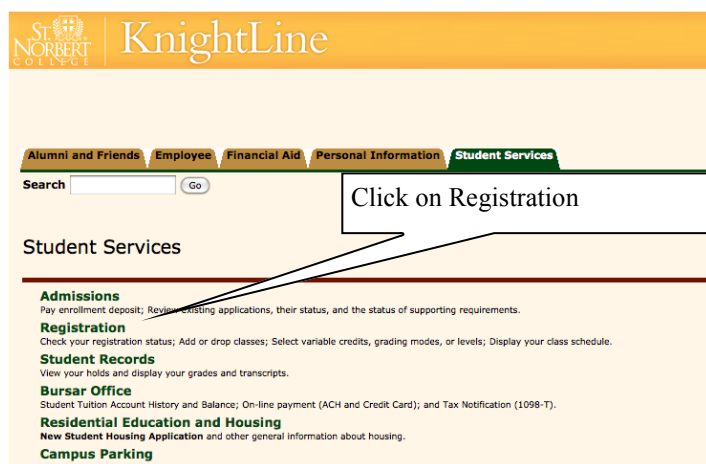 ST.
NORBERT
COLLEGE
KnightLine
Alumni and Friends Employee Financial Aid Personal Information Student Services
Search Go
Click on Registration
Student Services
Admissions
Pay enrollment deposit; Review existing applications, their status, and the status of supporting requirements.
Registration
Check your registration status; Add or drop classes; Select variable credits, grading modes, or levels; Display your class schedule.
Student Records
View your holds and display your grades and transcripts.
Bursar Office
Student Tuition Account History and Balance; On-line payment (ACH and Credit Card); and Tax Notification (1098-T).
Residential Education and Housing
New Student Housing Application and other general information about housing.
Campus Parking